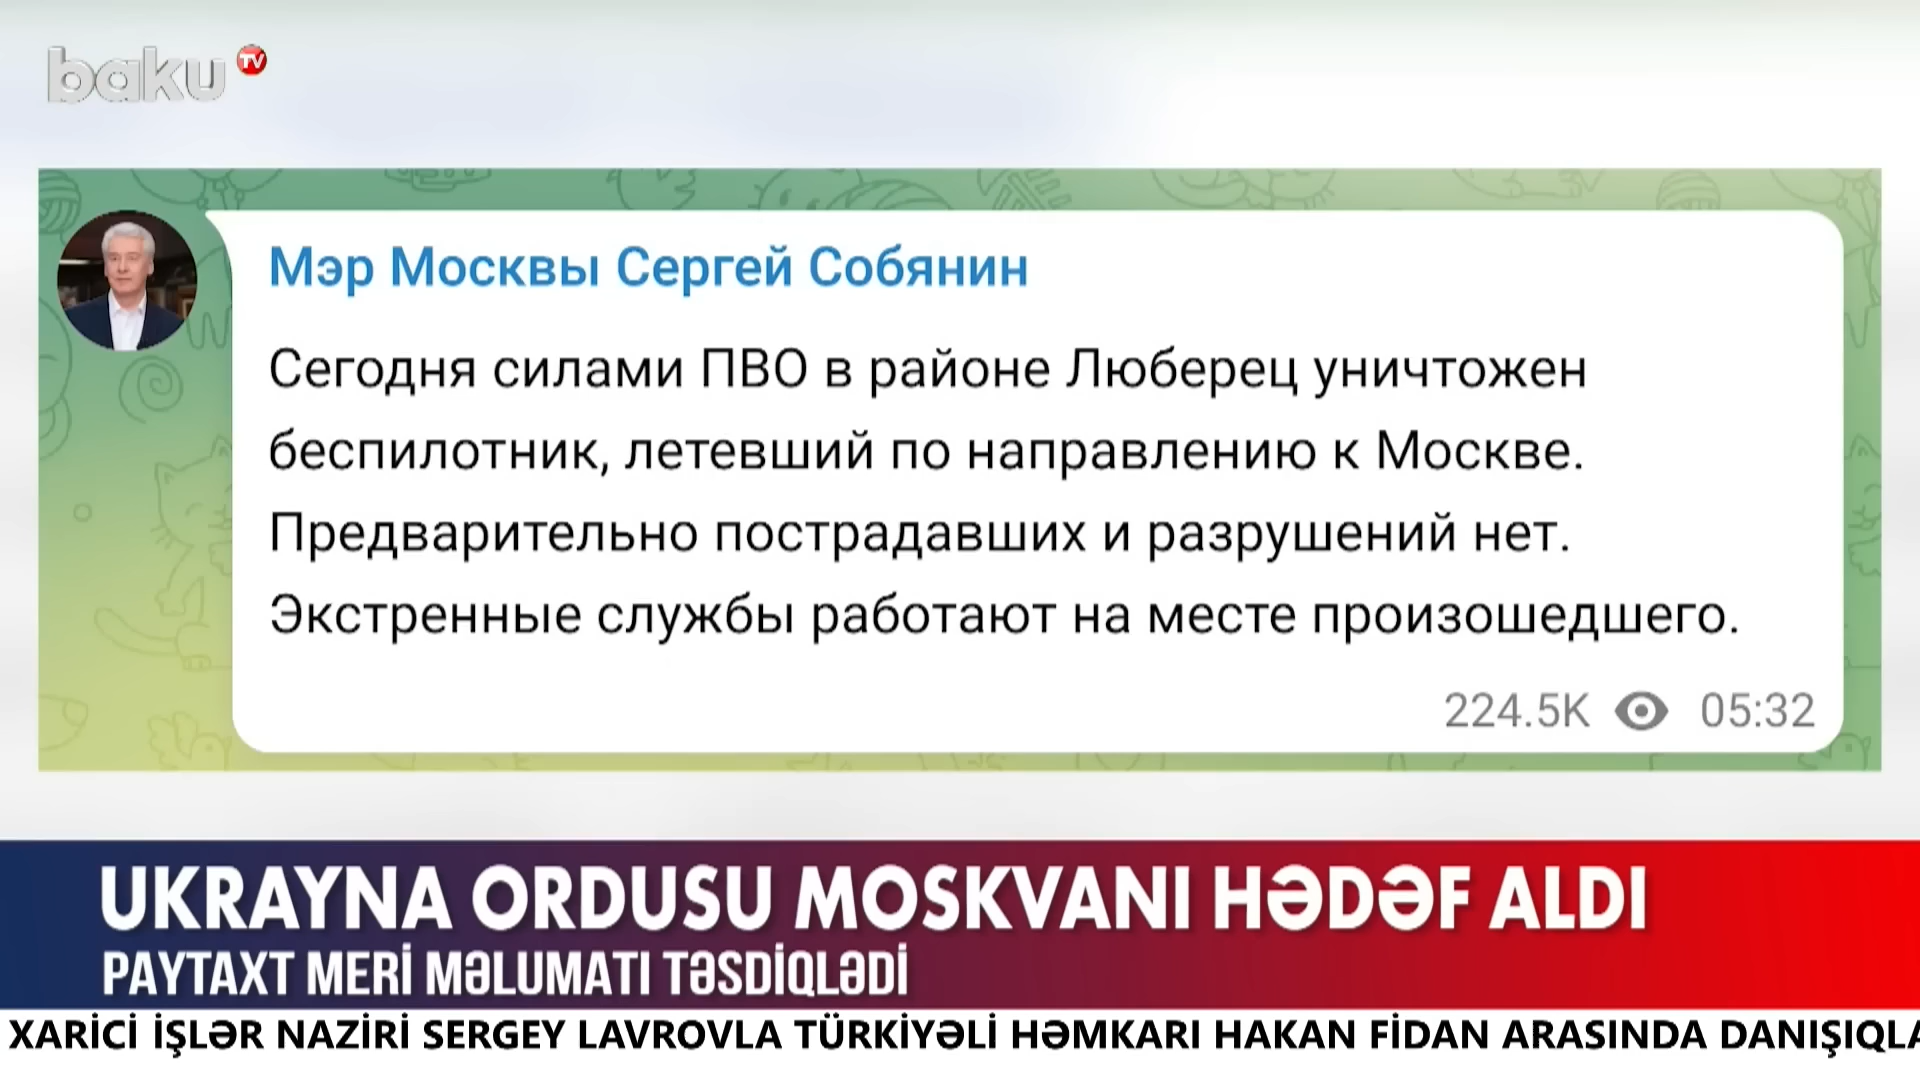 baku TV
Мэр Москвы Сергей Собянин
Сегодня силами ПВО в районе Люберец уничтожен
беспилотник, летевший по направлению к Москве.
Предварительно пострадавших и разрушений нет.
Экстренные службы работают на месте произошедшего.
224.5K 05:32
UKRAYNA ORDUSU MOSKVANI HƏDƏF ALDI
PAYTAXT MERİ MƏLUMATI TƏSDİQLƏDİ
XARİCİ İŞLƏR NAZİRİ SERGEY LAVROVLA TÜRKİYƏLİ HƏMKARI HAKAN FİDAN ARASINDA DANIŞIQLA